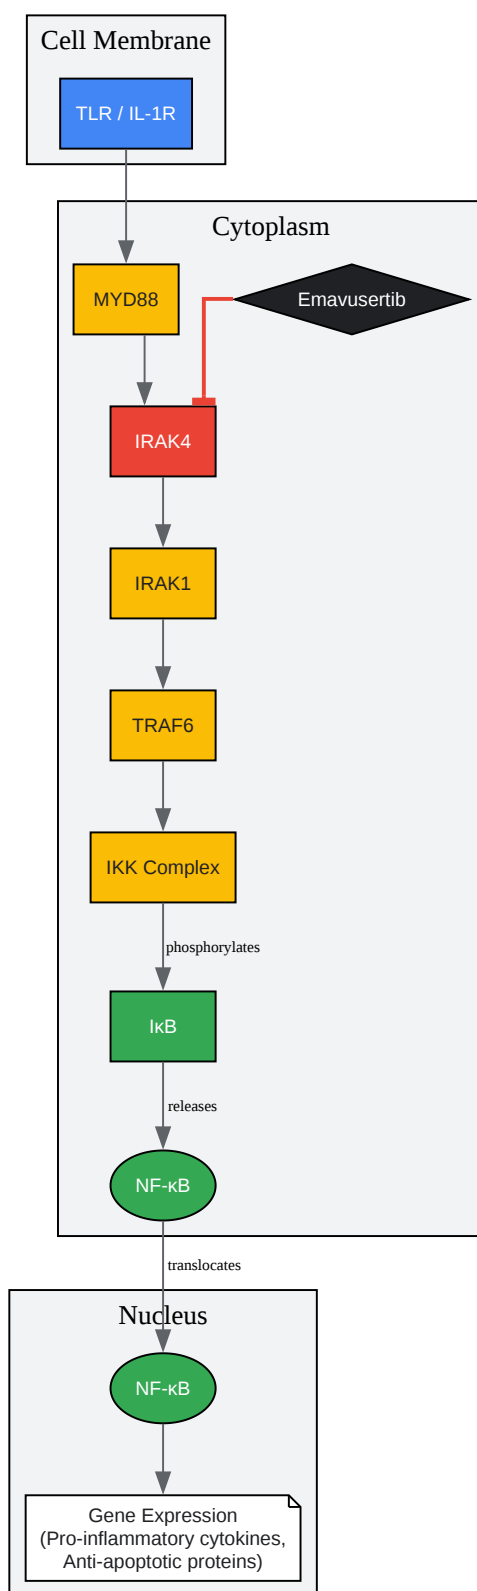 Cell Membrane
TLR / IL-1R
Cytoplasm
MYD88
Emavusertib
IRAK4
IRAK1
TRAF6
IKK Complex
phosphorylates
IκB
releases
NF-κB
translocates
Nucleus
NF-κB
Gene Expression
(Pro-inflammatory cytokines,
Anti-apoptotic proteins)